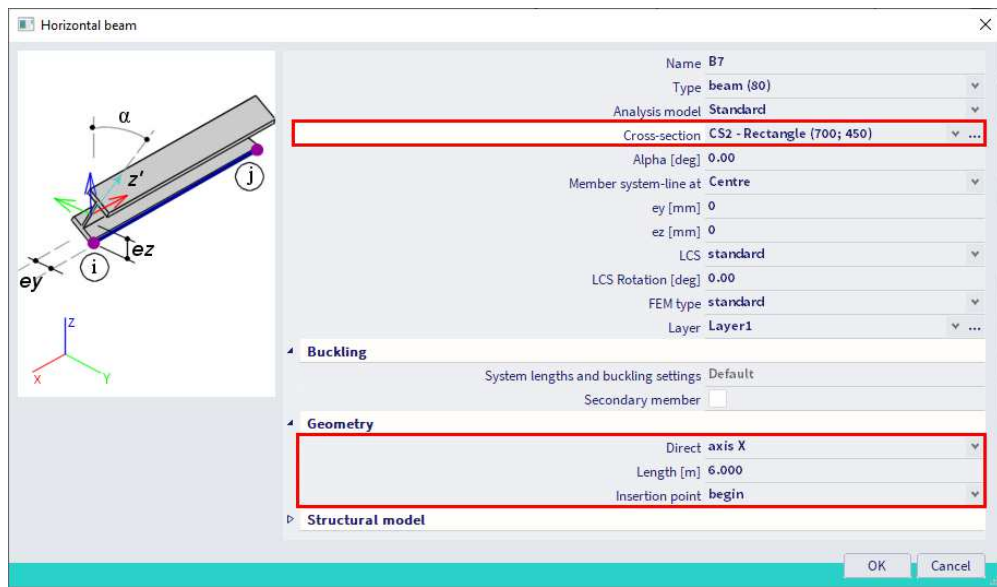 Horizontal beam
α
z'
j
i
ez
ey
Z
X
Y
Name B7
Type beam (80)
Analysis model Standard
Cross-section CS2 - Rectangle (700; 450) ...
Alpha [deg] 0.00
Member system-line at Centre
ey [mm] 0
ez [mm] 0
LCS standard
LCS Rotation [deg] 0.00
FEM type standard
Layer Layer1 ...
Buckling
System lengths and buckling settings Default
Secondary member
Geometry
Direct axis X
Length [m] 6.000
Insertion point begin
Structural model
OK Cancel